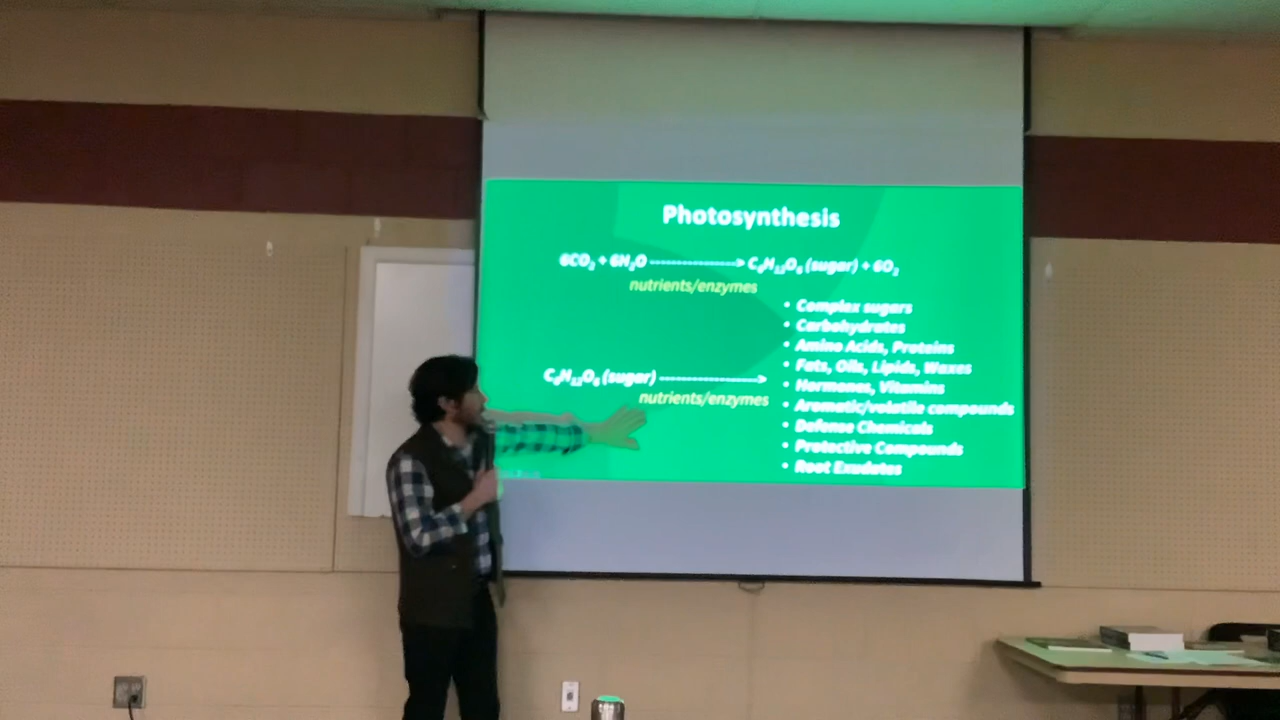 Photosynthesis
6CO₂ + 6H₂O ---------------> C₆H₁₂O₆ (sugar) + 6O₂
nutrients/enzymes
• Complex sugars
• Carbohydrates
• Amino Acids, Proteins
• Fats, Oils, Lipids, Waxes
C₆H₁₂O₆ (sugar) ------------------>
• Hormones, Vitamins
nutrients/enzymes
• Aromatic/volatile compounds
• Defense Chemicals
• Protective Compounds
• Root Exudates